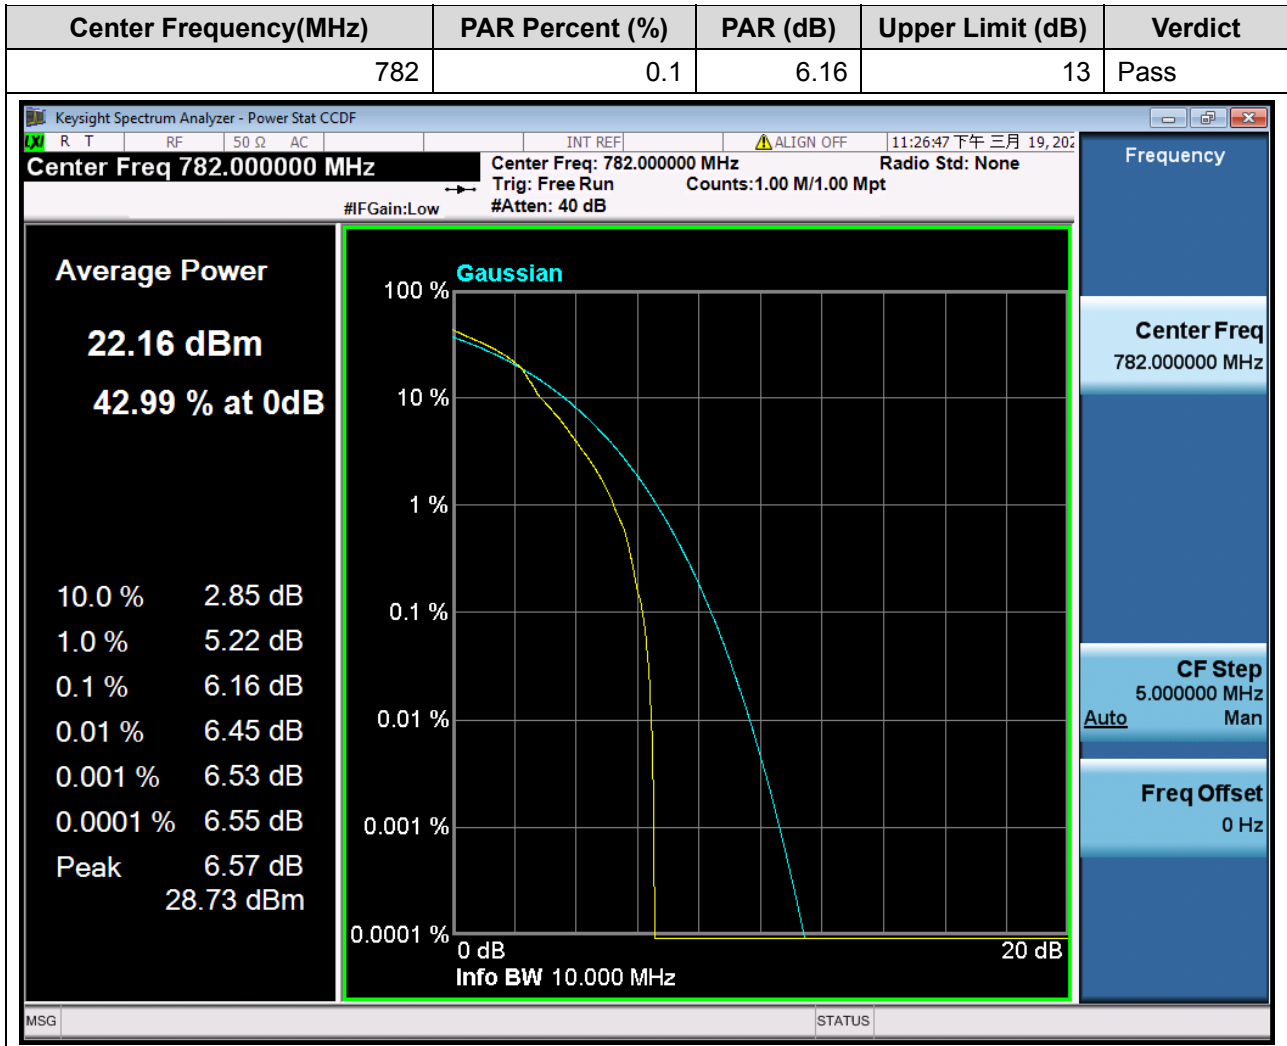 Center Frequency(MHz) PAR Percent (%) PAR (dB) Upper Limit (dB) Verdict
782 0.1 6.16 13 Pass
Keysight Spectrum Analyzer - Power Stat CCDF
LXI R T RF 50 Ω AC INT REF ALIGN OFF 11:26:47 下午 三月 19, 202
Center Freq 782.000000 MHz
Center Freq: 782.000000 MHz Radio Std: None
Trig: Free Run Counts:1.00 M/1.00 Mpt
#IFGain:Low #Atten: 40 dB
Frequency
Average Power
22.16 dBm
42.99 % at 0dB
10.0 % 2.85 dB
1.0 % 5.22 dB
0.1 % 6.16 dB
0.01 % 6.45 dB
0.001 % 6.53 dB
0.0001 % 6.55 dB
Peak 6.57 dB
28.73 dBm
Gaussian
100 %
10 %
1 %
0.1 %
0.01 %
0.001 %
0.0001 %
0 dB 20 dB
Info BW 10.000 MHz
Center Freq
782.000000 MHz
CF Step
5.000000 MHz
Auto Man
Freq Offset
0 Hz
MSG STATUS